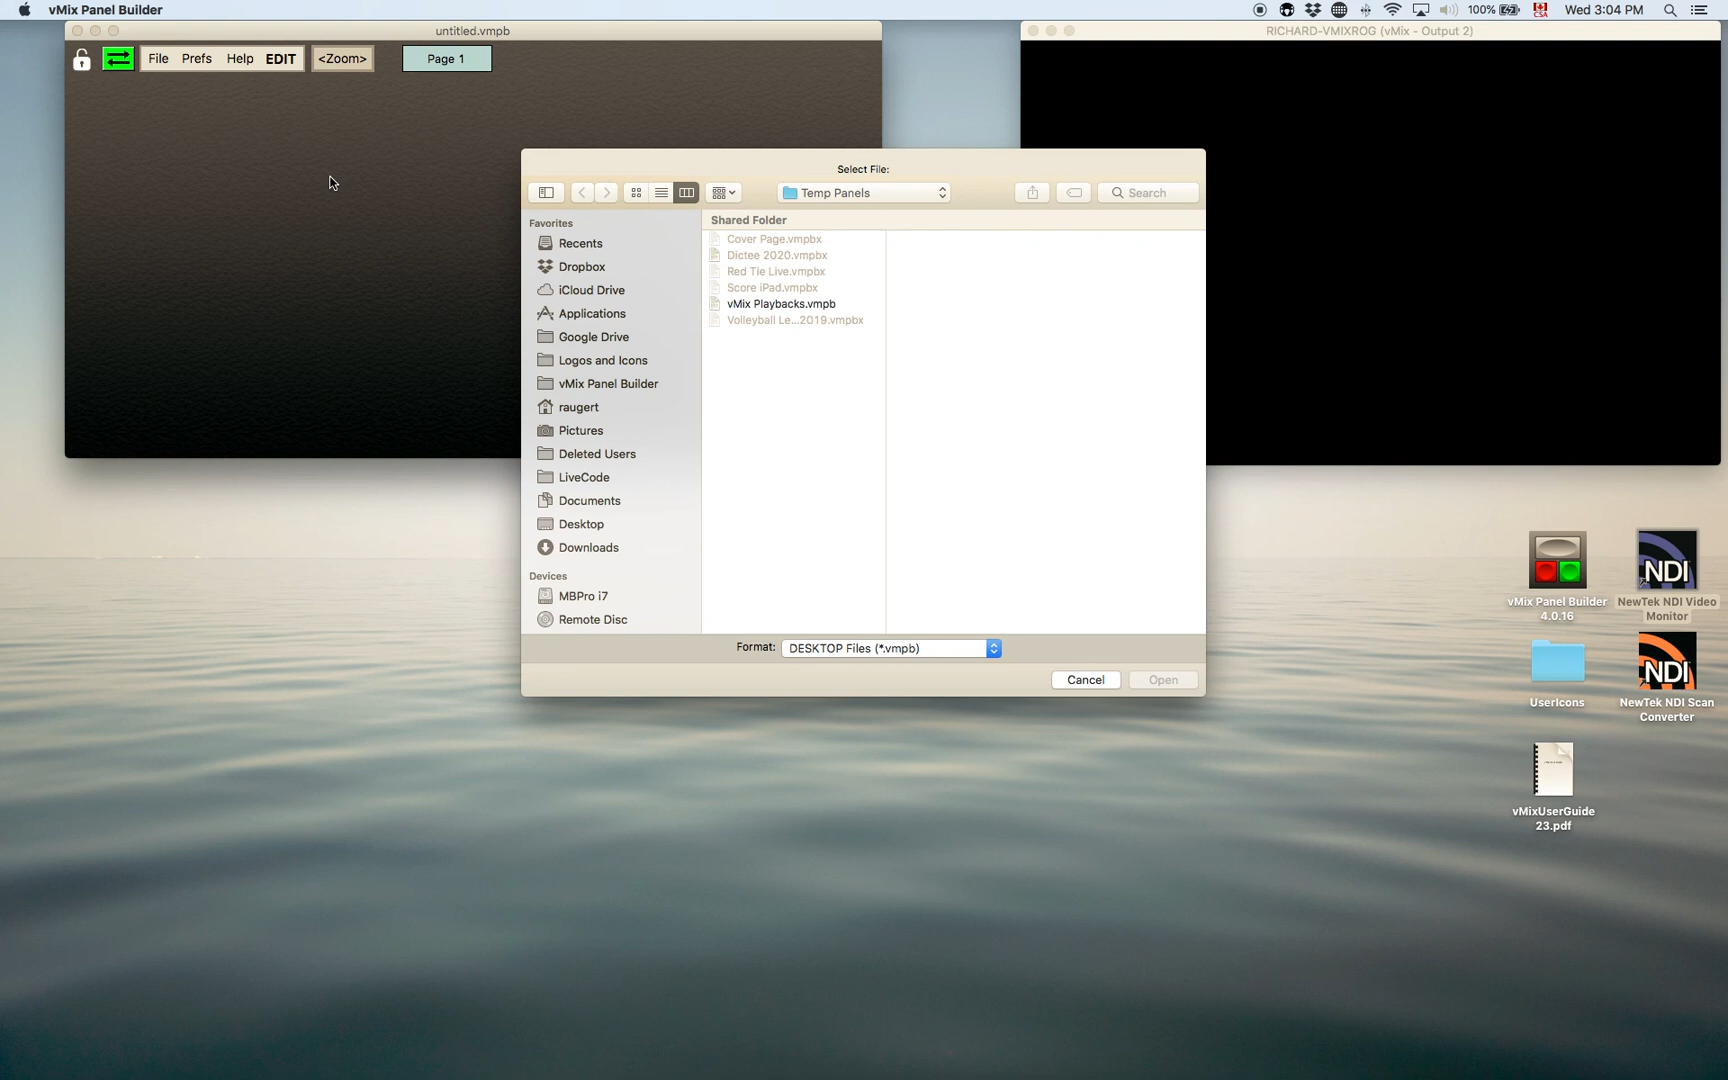 vMix Panel Builder
100%
Wed 3:04 PM
untitled.vmpb
RICHARD-VMIXROG (vMix - Output 2)
File Prefs Help EDIT <Zoom> Page 1
Select File:
Temp Panels
Search
Favorites
Recents
Dropbox
iCloud Drive
Applications
Google Drive
Logos and Icons
vMix Panel Builder
raugert
Pictures
Deleted Users
LiveCode
Documents
Desktop
Downloads
Devices
MBPro i7
Remote Disc
Shared Folder
Cover Page.vmpbx
Dictee 2020.vmpbx
Red Tie Live.vmpbx
Score iPad.vmpbx
vMix Playbacks.vmpb
Volleyball Le...2019.vmpbx
Format: DESKTOP Files (*.vmpb)
Cancel Open
NDI
vMix Panel Builder
4.0.16
NewTek NDI Video
Monitor
NDI
UserIcons
NewTek NDI Scan
Converter
vMixUserGuide
23.pdf